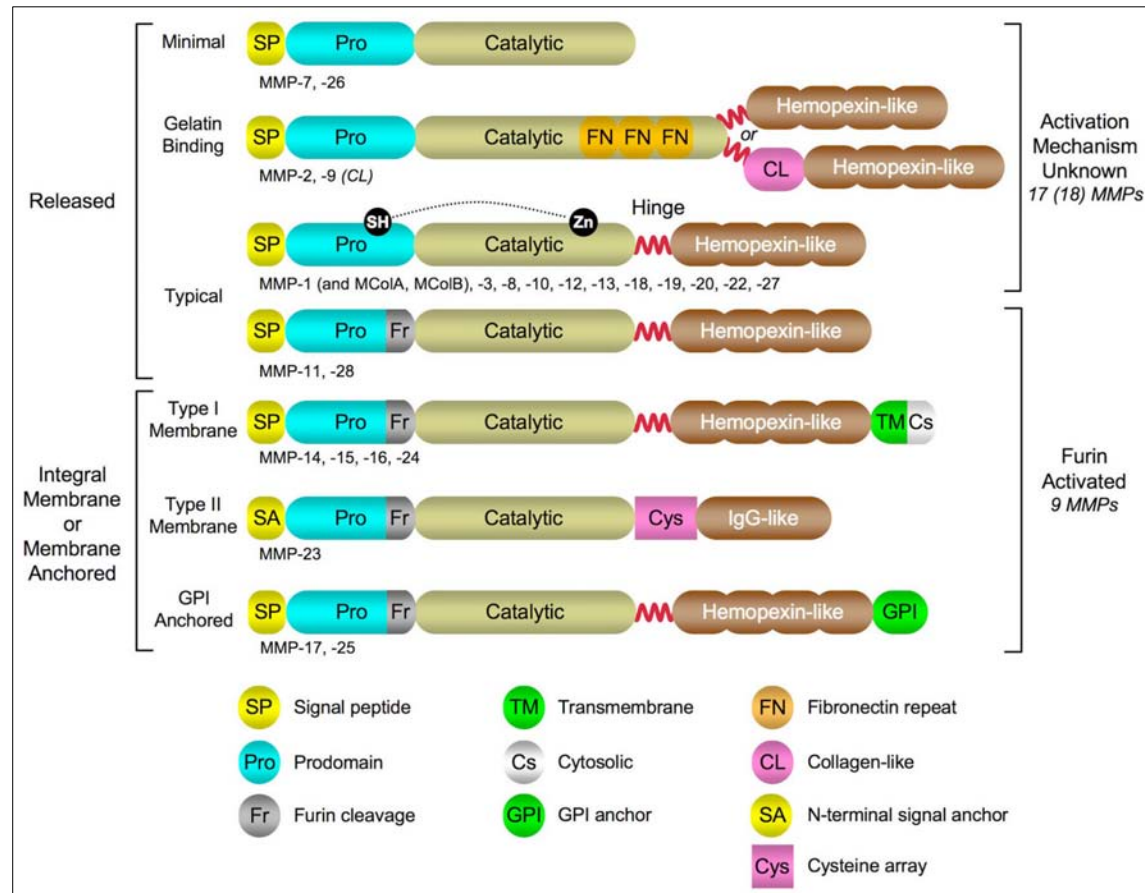 Released
Integral
Membrane
or
Membrane
Anchored
Minimal
SP Pro Catalytic
MMP-7, -26
Gelatin
Binding
SP Pro Catalytic FN FN FN
Hemopexin-like
or
CL Hemopexin-like
MMP-2, -9 (CL)
Typical
SH Zn Hinge
SP Pro Catalytic Hemopexin-like
MMP-1 (and MColA, MColB), -3, -8, -10, -12, -13, -18, -19, -20, -22, -27
SP Pro Fr Catalytic Hemopexin-like
MMP-11, -28
Type I
Membrane
SP Pro Fr Catalytic Hemopexin-like TM Cs
MMP-14, -15, -16, -24
Type II
Membrane
SA Pro Fr Catalytic Cys IgG-like
MMP-23
GPI
Anchored
SP Pro Fr Catalytic Hemopexin-like GPI
MMP-17, -25
Activation
Mechanism
Unknown
17 (18) MMPs
Furin
Activated
9 MMPs
SP Signal peptide
Pro Prodomain
Fr Furin cleavage
TM Transmembrane
Cs Cytosolic
GPI GPI anchor
FN Fibronectin repeat
CL Collagen-like
SA N-terminal signal anchor
Cys Cysteine array